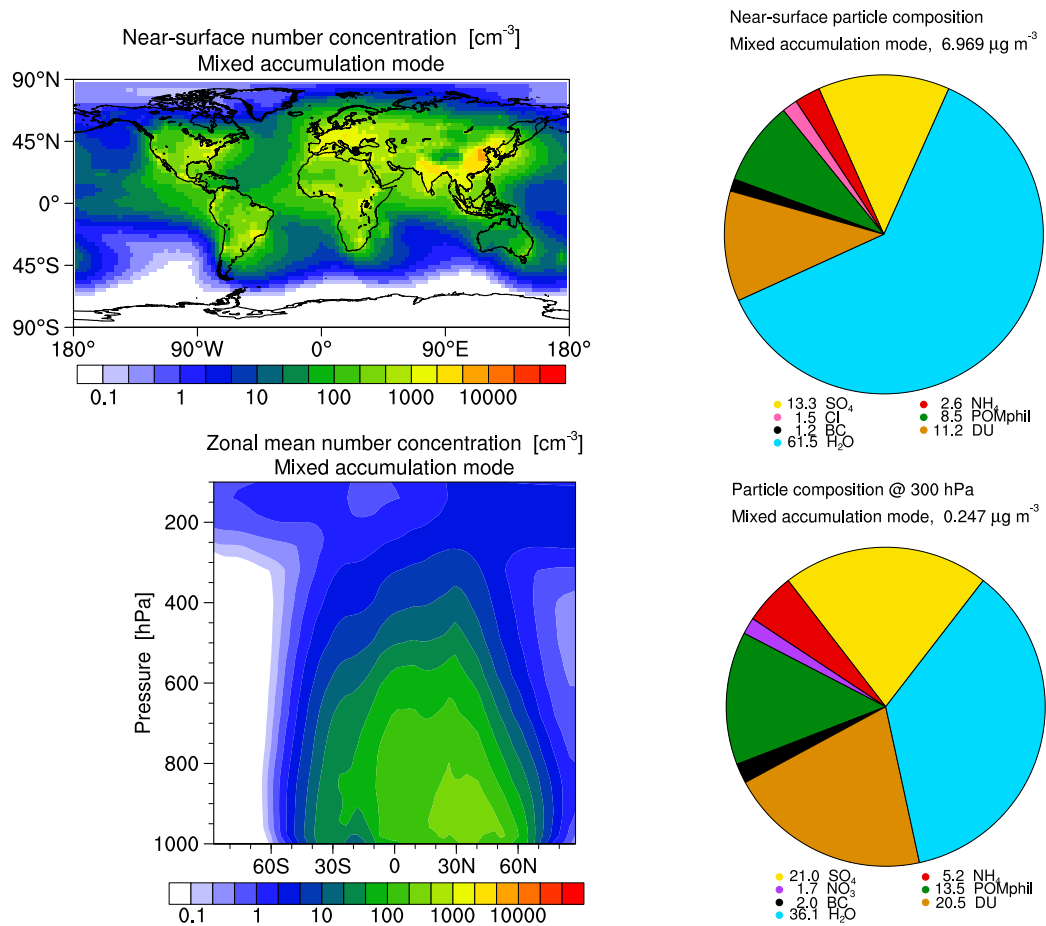 Near-surface number concentration [cm⁻³]
Mixed accumulation mode
90°N
45°N
0°
45°S
90°S
180° 90°W 0° 90°E 180°
0.1 1 10 100 1000 10000
Near-surface particle composition
Mixed accumulation mode, 6.969 μg m⁻³
13.3 SO₄ 2.6 NH₄
1.5 Cl 8.5 POMphil
1.2 BC 11.2 DU
61.5 H₂O
Zonal mean number concentration [cm⁻³]
Mixed accumulation mode
Pressure [hPa]
200
400
600
800
1000
60S 30S 0 30N 60N
0.1 1 10 100 1000 10000
Particle composition @ 300 hPa
Mixed accumulation mode, 0.247 μg m⁻³
21.0 SO₄ 5.2 NH₄
1.7 NO₃ 13.5 POMphil
2.0 BC 20.5 DU
36.1 H₂O